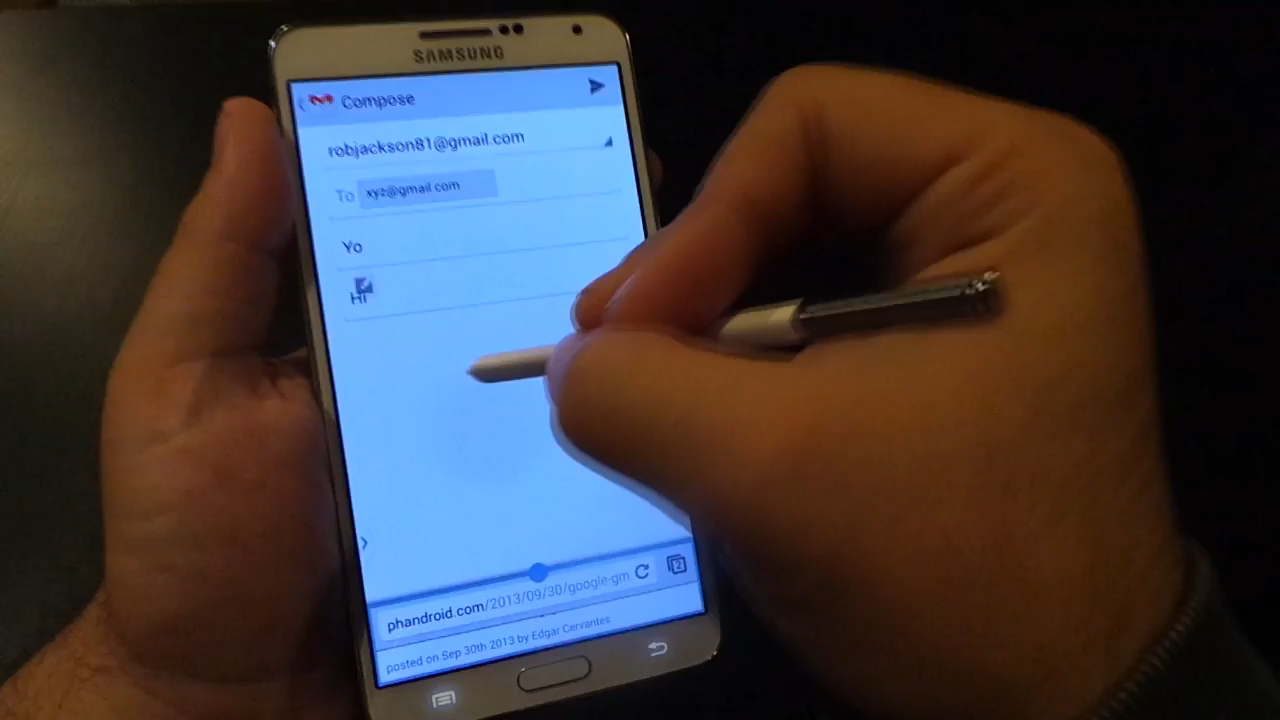 SAMSUNG
Compose
robjackson81@gmail.com
To xyz@gmail.com
Yo
Hi
2
phandroid.com/2013/09/30/google-gm
posted on Sep 30th 2013 by Edgar Cervantes